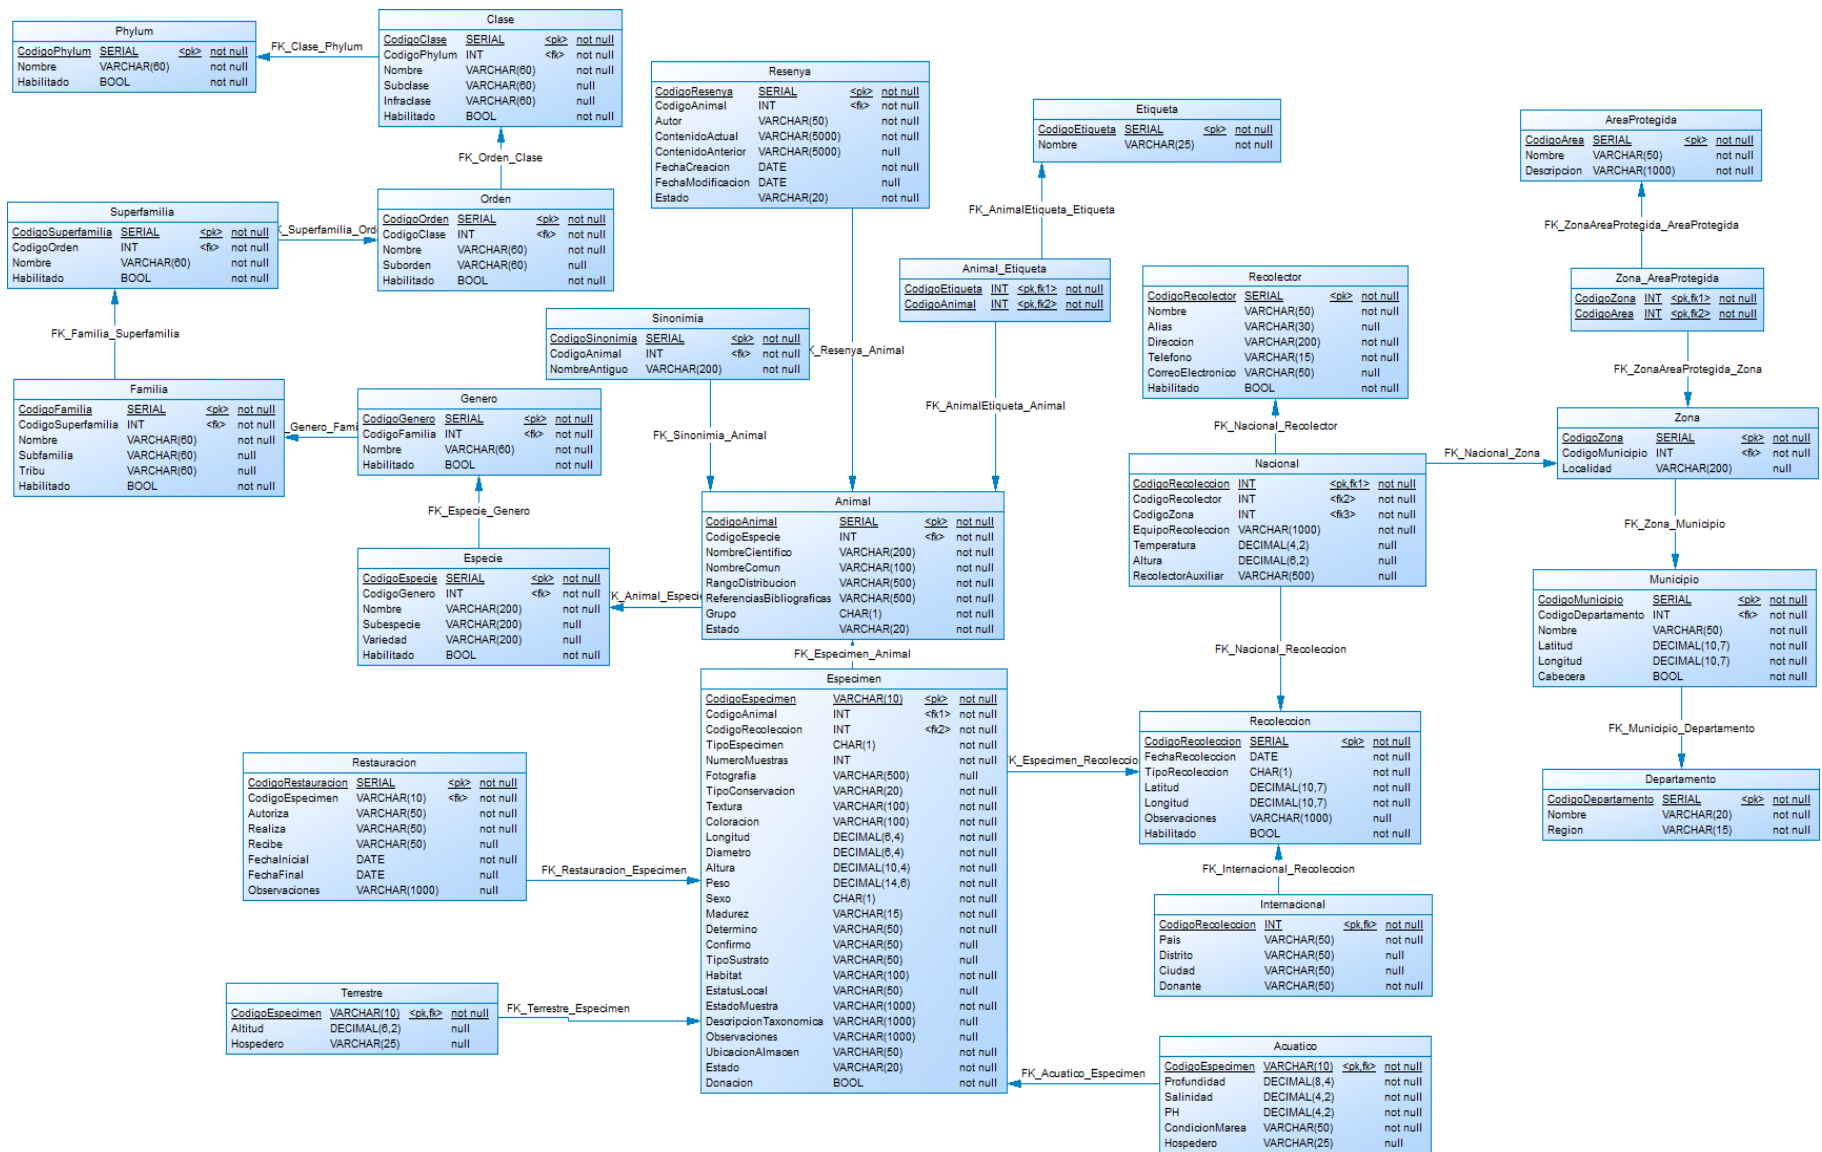 Phylum
CodigoPhylum SERIAL <pk> not null
Nombre VARCHAR(60) not null
Habilitado BOOL not null
FK_Clase_Phylum
Clase
CodigoClase SERIAL <pk> not null
CodigoPhylum INT <fk> not null
Nombre VARCHAR(60) not null
Subclase VARCHAR(60) null
Infraclase VARCHAR(60) null
Habilitado BOOL not null
FK_Orden_Clase
Resenya
CodigoResenya SERIAL <pk> not null
CodigoAnimal INT <fk> not null
Autor VARCHAR(50) not null
ContenidoActual VARCHAR(5000) not null
ContenidoAnterior VARCHAR(5000) null
FechaCreacion DATE not null
FechaModificacion DATE null
Estado VARCHAR(20) not null
Etiqueta
CodigoEtiqueta SERIAL <pk> not null
Nombre VARCHAR(25) not null
FK_AnimalEtiqueta_Etiqueta
AreaProtegida
CodigoArea SERIAL <pk> not null
Nombre VARCHAR(50) not null
Descripcion VARCHAR(1000) not null
FK_ZonaAreaProtegida_AreaProtegida
Superfamilia
CodigoSuperfamilia SERIAL <pk> not null
CodigoOrden INT <fk> not null
Nombre VARCHAR(60) not null
Habilitado BOOL not null
K_Superfamilia_Ord
Orden
CodigoOrden SERIAL <pk> not null
CodigoClase INT <fk> not null
Nombre VARCHAR(60) not null
Suborden VARCHAR(60) null
Habilitado BOOL not null
FK_Familia_Superfamilia
Animal_Etiqueta
CodigoEtiqueta INT <pk,fk1> not null
CodigoAnimal INT <pk,fk2> not null
Recolector
CodigoRecolector SERIAL <pk> not null
Nombre VARCHAR(50) not null
Alias VARCHAR(30) null
Direccion VARCHAR(200) not null
Telefono VARCHAR(15) not null
CorreoElectronico VARCHAR(50) null
Habilitado BOOL not null
Zona_AreaProtegida
CodigoZona INT <pk,fk1> not null
CodigoArea INT <pk,fk2> not null
FK_ZonaAreaProtegida_Zona
Sinonimia
CodigoSinonimia SERIAL <pk> not null
CodigoAnimal INT <fk> not null
NombreAntiguo VARCHAR(200) not null
K_Resenya_Animal
FK_Sinonimia_Animal
FK_AnimalEtiqueta_Animal
FK_Nacional_Recolector
Familia
CodigoFamilia SERIAL <pk> not null
CodigoSuperfamilia INT <fk> not null
Nombre VARCHAR(60) not null
Subfamilia VARCHAR(60) null
Tribu VARCHAR(60) null
Habilitado BOOL not null
_Genero_Fami
Genero
CodigoGenero SERIAL <pk> not null
CodigoFamilia INT <fk> not null
Nombre VARCHAR(60) not null
Habilitado BOOL not null
FK_Especie_Genero
Zona
CodigoZona SERIAL <pk> not null
CodigoMunicipio INT <fk> not null
Localidad VARCHAR(200) null
FK_Nacional_Zona
FK_Zona_Municipio
Nacional
CodigoRecoleccion INT <pk,fk1> not null
CodigoRecolector INT <fk2> not null
CodigoZona INT <fk3> not null
EquipoRecoleccion VARCHAR(1000) not null
Temperatura DECIMAL(4,2) null
Altura DECIMAL(6,2) null
RecolectorAuxiliar VARCHAR(500) null
FK_Nacional_Recoleccion
Animal
CodigoAnimal SERIAL <pk> not null
CodigoEspecie INT <fk> not null
NombreCientifico VARCHAR(200) not null
NombreComun VARCHAR(100) not null
RangoDistribucion VARCHAR(500) not null
ReferenciasBibliograficas VARCHAR(500) not null
Grupo CHAR(1) not null
Estado VARCHAR(20) not null
Especie
CodigoEspecie SERIAL <pk> not null
CodigoGenero INT <fk> not null
Nombre VARCHAR(200) not null
Subespecie VARCHAR(200) null
Variedad VARCHAR(200) null
Habilitado BOOL not null
K_Animal_Especi
FK_Especimen_Animal
Municipio
CodigoMunicipio SERIAL <pk> not null
CodigoDepartamento INT <fk> not null
Nombre VARCHAR(50) not null
Latitud DECIMAL(10,7) not null
Longitud DECIMAL(10,7) not null
Cabecera BOOL not null
FK_Municipio_Departamento
Especimen
CodigoEspecimen VARCHAR(10) <pk> not null
CodigoAnimal INT <fk1> not null
CodigoRecoleccion INT <fk2> not null
TipoEspecimen CHAR(1) not null
NumeroMuestras INT not null
Fotografia VARCHAR(500) null
TipoConservacion VARCHAR(20) not null
Textura VARCHAR(100) not null
Coloracion VARCHAR(100) not null
Longitud DECIMAL(6,4) not null
Diametro DECIMAL(6,4) not null
Altura DECIMAL(10,4) not null
Peso DECIMAL(14,6) not null
Sexo CHAR(1) not null
Madurez VARCHAR(15) not null
Determino VARCHAR(50) not null
Confirmo VARCHAR(50) null
TipoSustrato VARCHAR(50) null
Habitat VARCHAR(100) not null
EstatusLocal VARCHAR(50) null
EstadoMuestra VARCHAR(1000) not null
DescripcionTaxonomica VARCHAR(1000) null
Observaciones VARCHAR(1000) null
UbicacionAlmacen VARCHAR(50) not null
Estado VARCHAR(20) not null
Donacion BOOL not null
K_Especimen_Recoleccio
Recoleccion
CodigoRecoleccion SERIAL <pk> not null
FechaRecoleccion DATE not null
TipoRecoleccion CHAR(1) not null
Latitud DECIMAL(10,7) not null
Longitud DECIMAL(10,7) not null
Observaciones VARCHAR(1000) null
Habilitado BOOL not null
FK_Internacional_Recoleccion
Departamento
CodigoDepartamento SERIAL <pk> not null
Nombre VARCHAR(20) not null
Region VARCHAR(15) not null
Restauracion
CodigoRestauracion SERIAL <pk> not null
CodigoEspecimen VARCHAR(10) <fk> not null
Autoriza VARCHAR(50) not null
Realiza VARCHAR(50) not null
Recibe VARCHAR(50) null
FechaInicial DATE not null
FechaFinal DATE null
Observaciones VARCHAR(1000) null
FK_Restauracion_Especimen
Internacional
CodigoRecoleccion INT <pk,fk> not null
Pais VARCHAR(50) not null
Distrito VARCHAR(50) null
Ciudad VARCHAR(50) null
Donante VARCHAR(50) not null
Terrestre
CodigoEspecimen VARCHAR(10) <pk,fk> not null
Altitud DECIMAL(6,2) null
Hospedero VARCHAR(25) null
FK_Terrestre_Especimen
FK_Acuatico_Especimen
Acuatico
CodigoEspecimen VARCHAR(10) <pk,fk> not null
Profundidad DECIMAL(8,4) not null
Salinidad DECIMAL(4,2) not null
PH DECIMAL(4,2) not null
CondicionMarea VARCHAR(50) not null
Hospedero VARCHAR(25) null